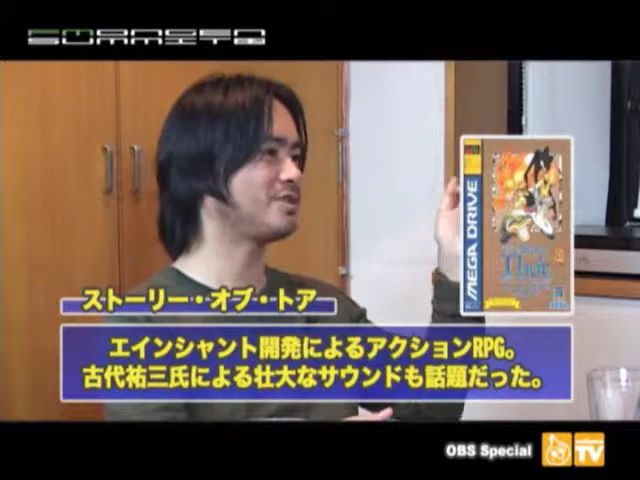 MEGA DRIVE
Thor
ストーリー・オブ・トア
エインシャント開発によるアクションRPG。
古代祐三氏による壮大なサウンドも話題だった。
OBS Special
TV